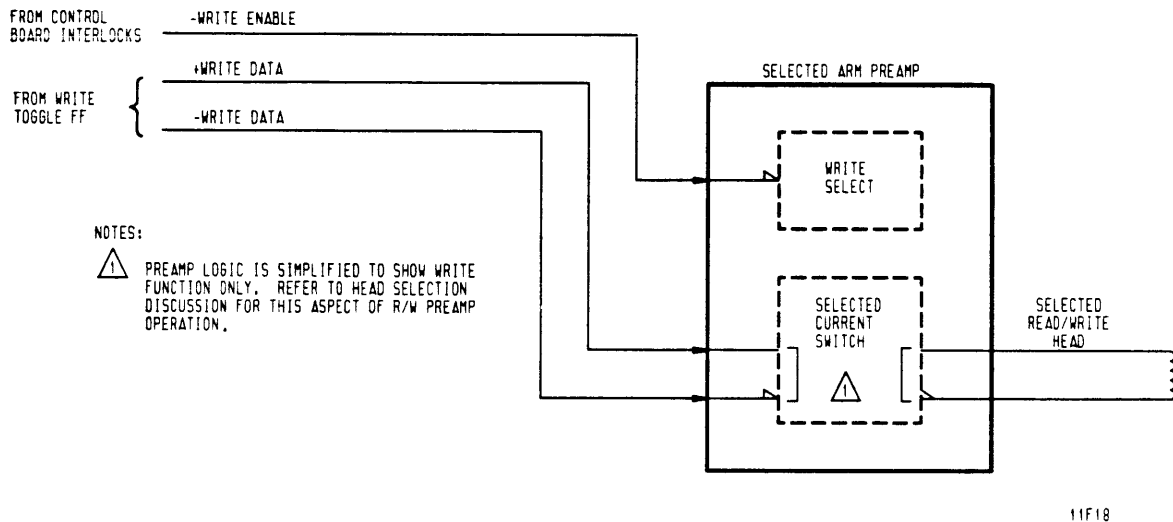 FROM CONTROL
BOARD INTERLOCKS
-WRITE ENABLE
+WRITE DATA
FROM WRITE
TOGGLE FF
-WRITE DATA
SELECTED ARM PREAMP
WRITE
SELECT
NOTES:
1
PREAMP LOGIC IS SIMPLIFIED TO SHOW WRITE
FUNCTION ONLY. REFER TO HEAD SELECTION
DISCUSSION FOR THIS ASPECT OF R/W PREAMP
OPERATION.
SELECTED
CURRENT
SWITCH
1
SELECTED
READ/WRITE
HEAD
11F18